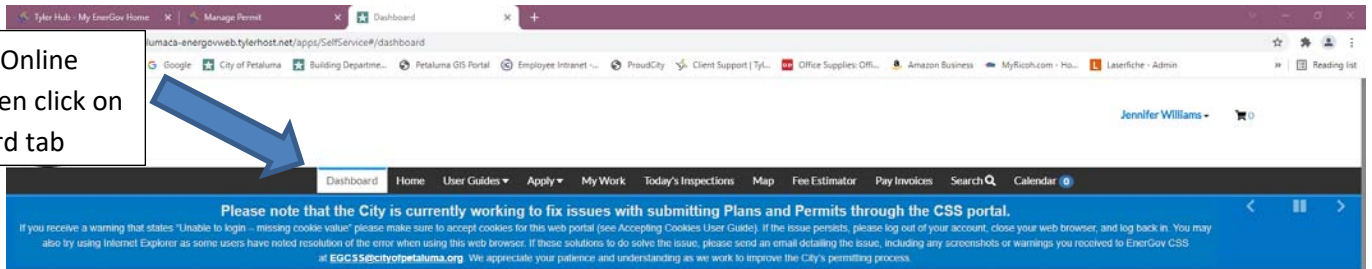 Tyler Hub - My EnerGov Home
Manage Permit
Dashboard
Online
en click on
rd tab
lumaca-energovweb.tylerhost.net/apps/SelfService#/dashboard
Google City of Petaluma Building Departme... Petaluma GIS Portal Employee Intranet -... ProudCity Client Support | Tyl... Office Supplies: Offi... Amazon Business MyRicoh.com - Ho... Laserfiche - Admin » Reading list
Jennifer Williams 0
Dashboard Home User Guides Apply My Work Today's Inspections Map Fee Estimator Pay Invoices Search Calendar 0
Please note that the City is currently working to fix issues with submitting Plans and Permits through the CSS portal.
If you receive a warning that states "Unable to login – missing cookie value" please make sure to accept cookies for this web portal (see Accepting Cookies User Guide). If the issue persists, please log out of your account, close your web browser, and log back in. You may
also try using Internet Explorer as some users have noted resolution of the error when using this web browser. If these solutions to do solve the issue, please send an email detailing the issue, including any screenshots or warnings you received to EnerGov CSS
at EGCSS@cityofpetaluma.org. We appreciate your patience and understanding as we work to improve the City's permitting process.